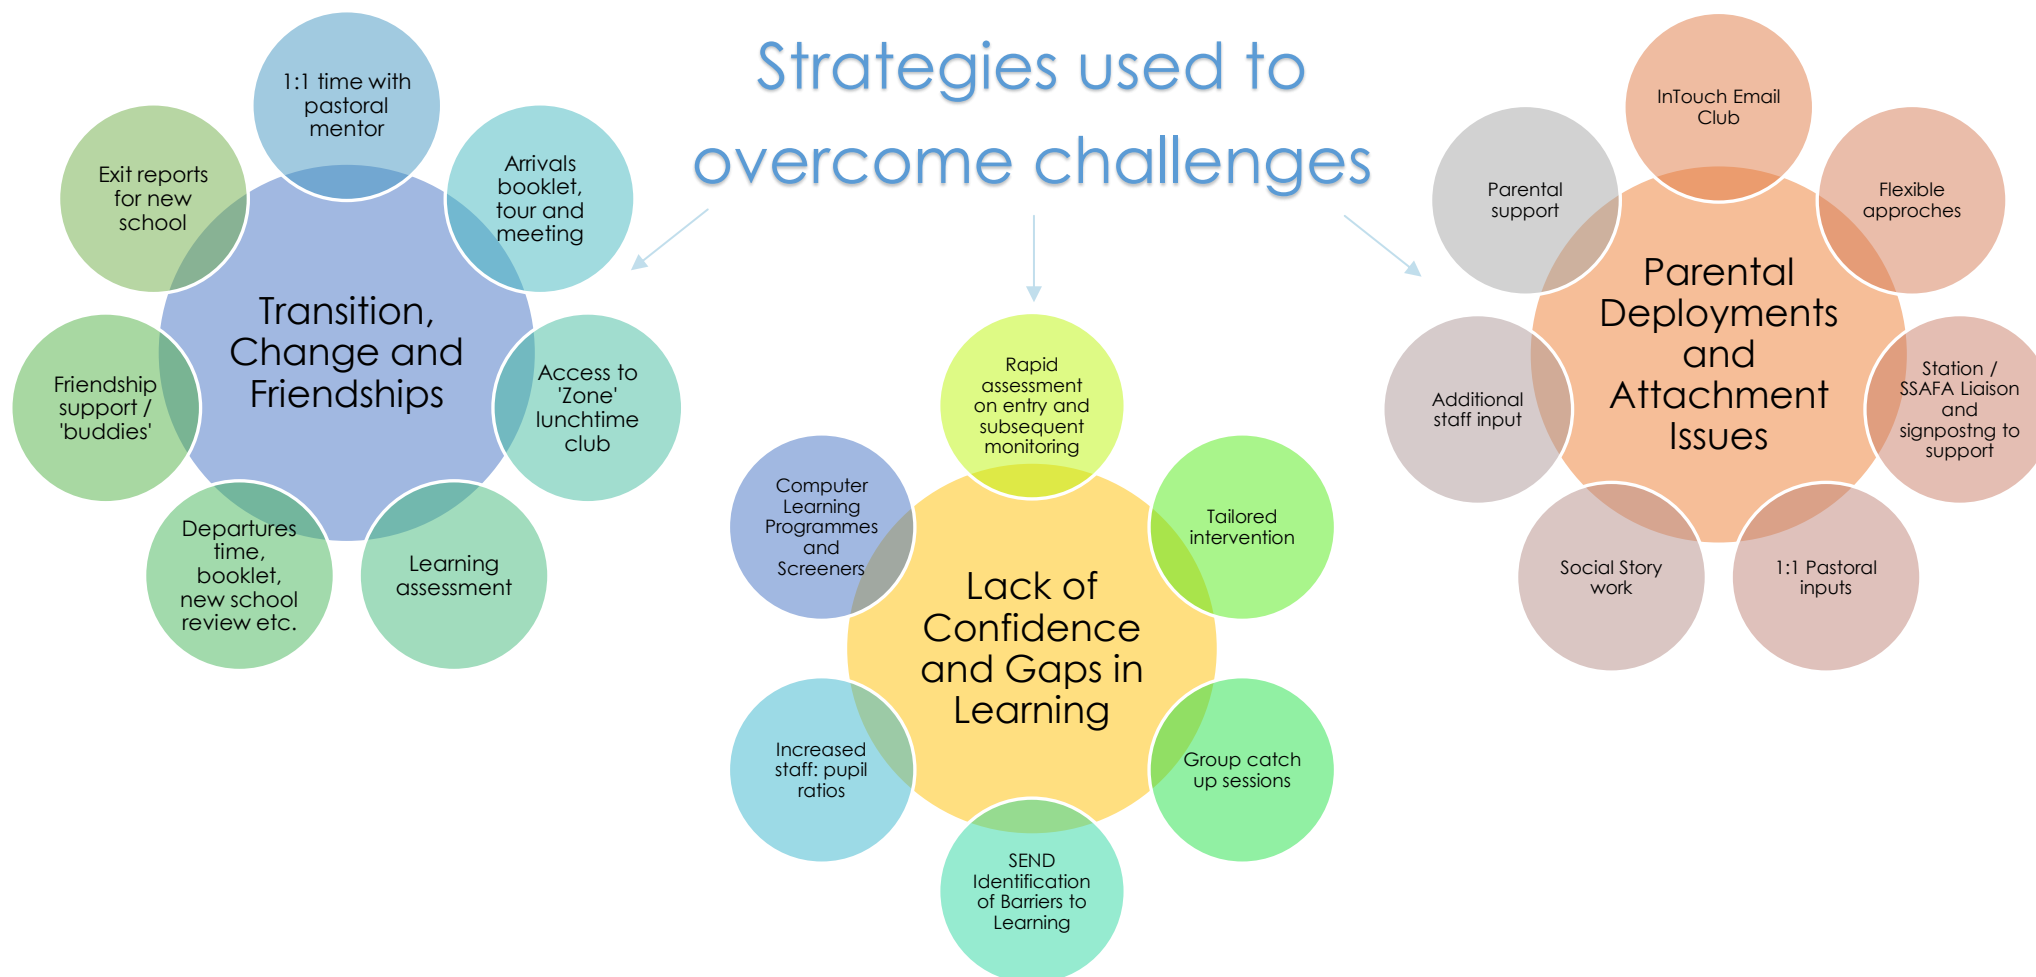 Strategies used to
overcome challenges
Transition,
Change and
Friendships
1:1 time with
pastoral
mentor
Arrivals
booklet,
tour and
meeting
Access to
'Zone'
lunchtime
club
Learning
assessment
Departures
time,
booklet,
new school
review etc.
Friendship
support /
'buddies'
Exit reports
for new
school
Lack of
Confidence
and Gaps in
Learning
Rapid
assessment
on entry and
subsequent
monitoring
Tailored
intervention
Group catch
up sessions
SEND
Identification
of Barriers to
Learning
Increased
staff: pupil
ratios
Computer
Learning
Programmes
and
Screeners
Parental
Deployments
and
Attachment
Issues
InTouch Email
Club
Flexible
approches
Station /
SSAFA Liaison
and
signpostng to
support
1:1 Pastoral
inputs
Social Story
work
Additional
staff input
Parental
support